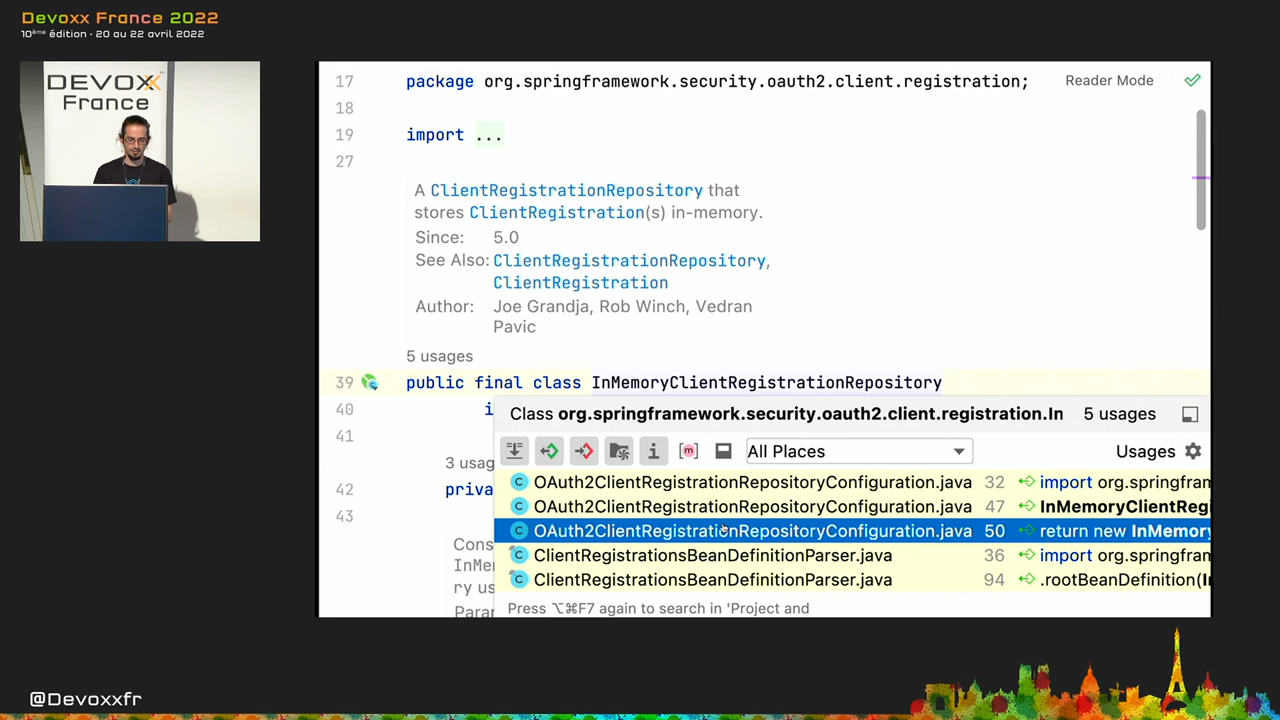 Devoxx France 2022
10ème édition - 20 au 22 avril 2022
DEVOXX
France
17 package org.springframework.security.oauth2.client.registration;
Reader Mode
18
19 import ...
27
A ClientRegistrationRepository that
stores ClientRegistration(s) in-memory.
Since: 5.0
See Also: ClientRegistrationRepository,
ClientRegistration
Author: Joe Grandja, Rob Winch, Vedran
Pavic
5 usages
39 public final class InMemoryClientRegistrationRepository
40 i
Class org.springframework.security.oauth2.client.registration.In 5 usages
41
All Places Usages
3 usag
42 priva
43
OAuth2ClientRegistrationRepositoryConfiguration.java 32 import org.springfram
OAuth2ClientRegistrationRepositoryConfiguration.java 47 InMemoryClientRegi
OAuth2ClientRegistrationRepositoryConfiguration.java 50 return new InMemory
ClientRegistrationsBeanDefinitionParser.java 36 import org.springfram
ClientRegistrationsBeanDefinitionParser.java 94 .rootBeanDefinition(I
Cons
InMe
ry us
Para
Press ⌥⌘F7 again to search in 'Project and
@Devoxxfr